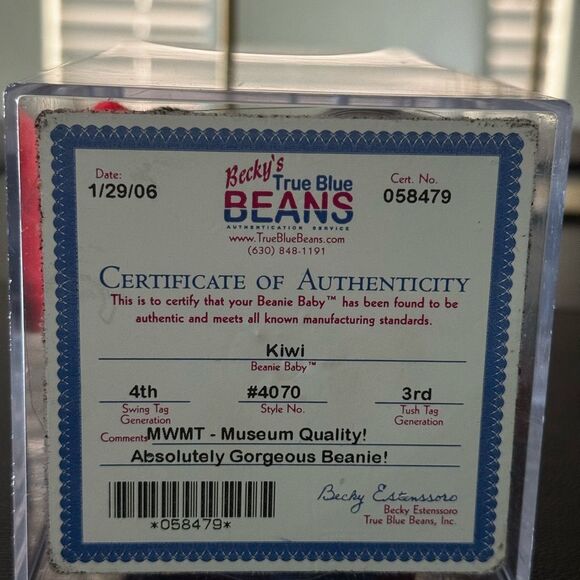 Date:
1/29/06
Becky's
True Blue
BEANS
AUTHENTICATION SERVICE
www.TrueBlueBeans.com
(630) 848-1191
Cert. No.
058479
CERTIFICATE OF AUTHENTICITY
This is to certify that your Beanie Baby™ has been found to be
authentic and meets all known manufacturing standards.
Kiwi
Beanie Baby™
4th #4070 3rd
Swing Tag Generation Style No. Tush Tag Generation
Comments MWMT - Museum Quality!
Absolutely Gorgeous Beanie!
*058479*
Becky Estenssoro
Becky Estenssoro
True Blue Beans, Inc.